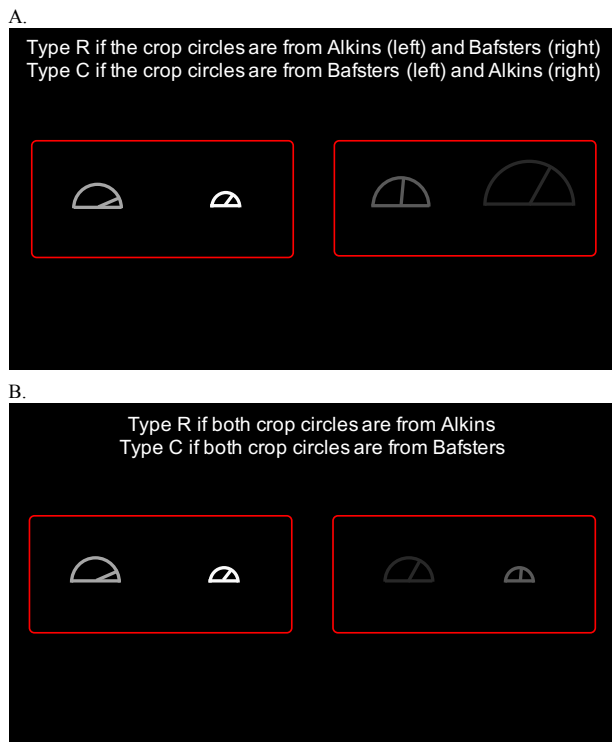 A.
Type R if the crop circles are from Alkins (left) and Bafsters (right)
Type C if the crop circles are from Bafsters (left) and Alkins (right)
B.
Type R if both crop circles are from Alkins
Type C if both crop circles are from Bafsters